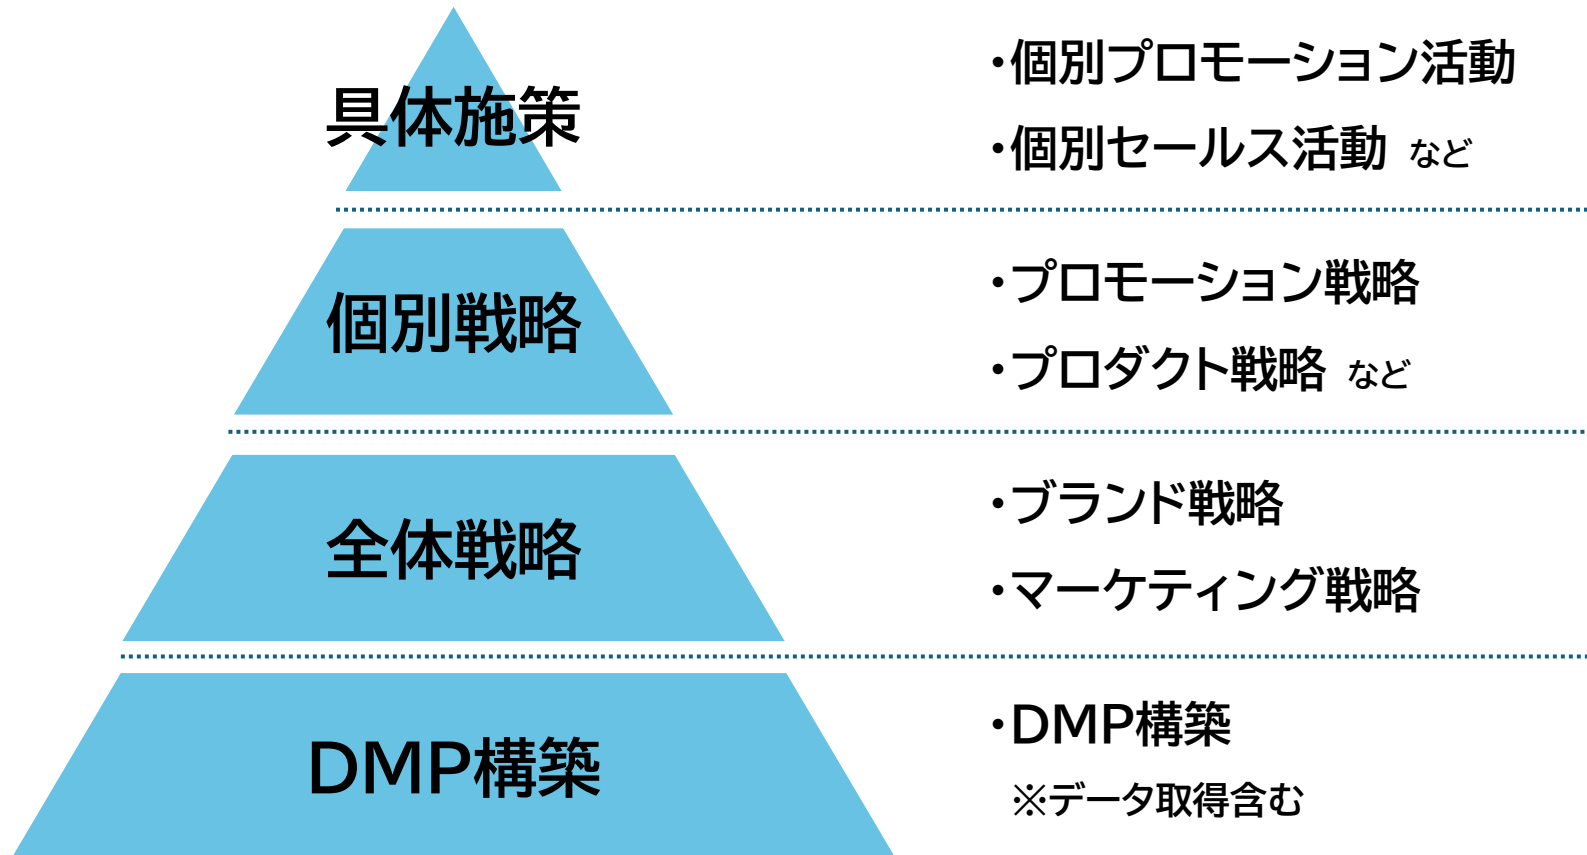 具体施策
・個別プロモーション活動
・個別セールス活動 など
個別戦略
・プロモーション戦略
・プロダクト戦略 など
全体戦略
・ブランド戦略
・マーケティング戦略
DMP構築
・DMP構築
※データ取得含む